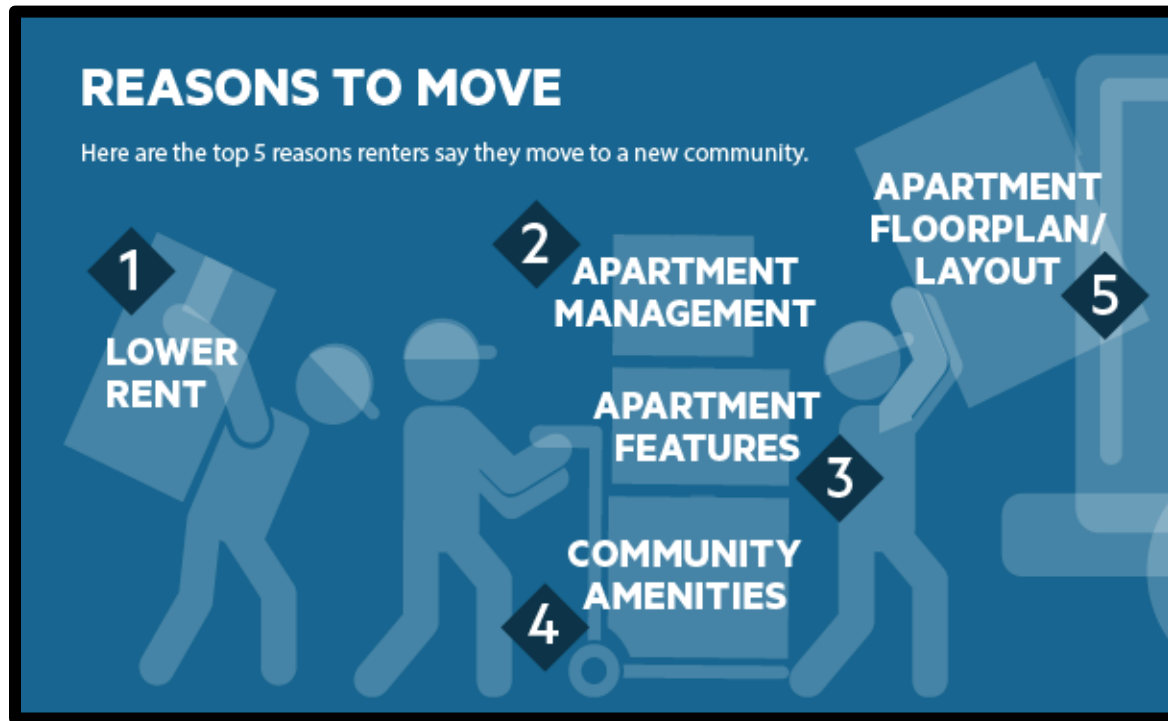 REASONS TO MOVE
Here are the top 5 reasons renters say they move to a new community.
1
LOWER
RENT
2
APARTMENT
MANAGEMENT
APARTMENT
FEATURES
3
COMMUNITY
AMENITIES
4
APARTMENT
FLOORPLAN/
LAYOUT
5